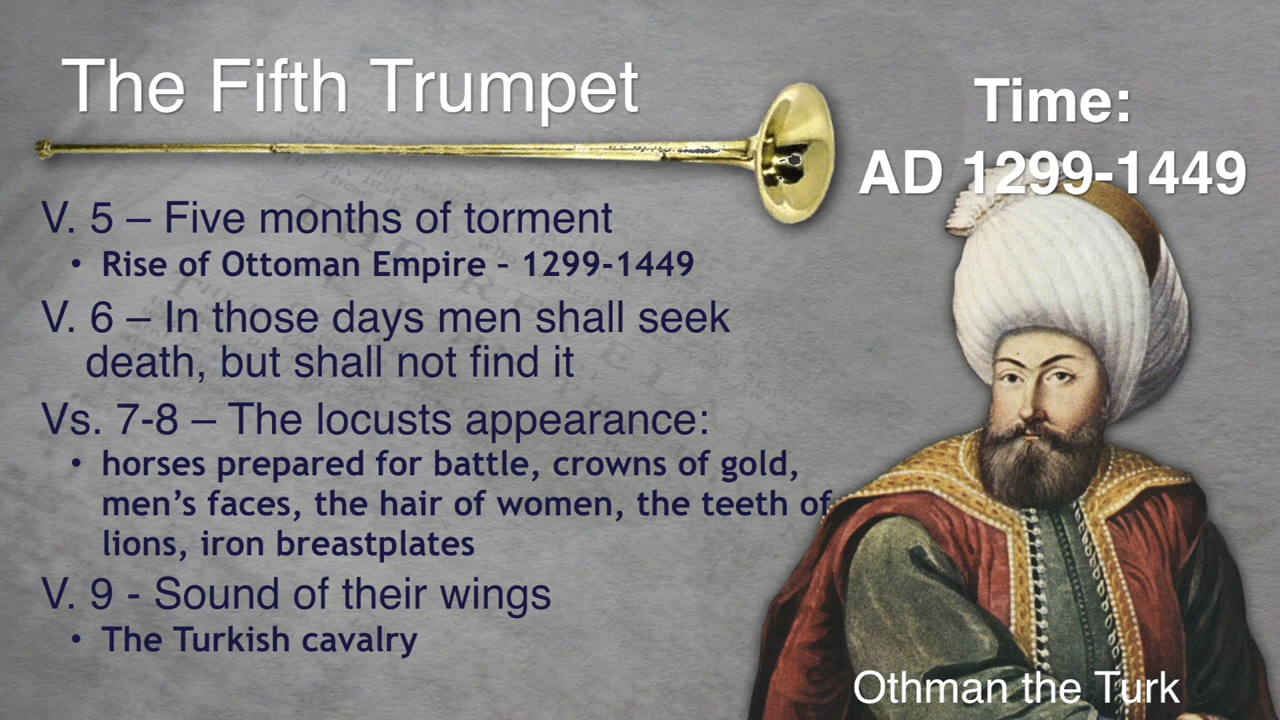 The Fifth Trumpet
Time:
AD 1299-1449
V. 5 – Five months of torment
• Rise of Ottoman Empire – 1299-1449
V. 6 – In those days men shall seek
death, but shall not find it
Vs. 7-8 – The locusts appearance:
• horses prepared for battle, crowns of gold,
men’s faces, the hair of women, the teeth of
lions, iron breastplates
V. 9 - Sound of their wings
• The Turkish cavalry
Othman the Turk